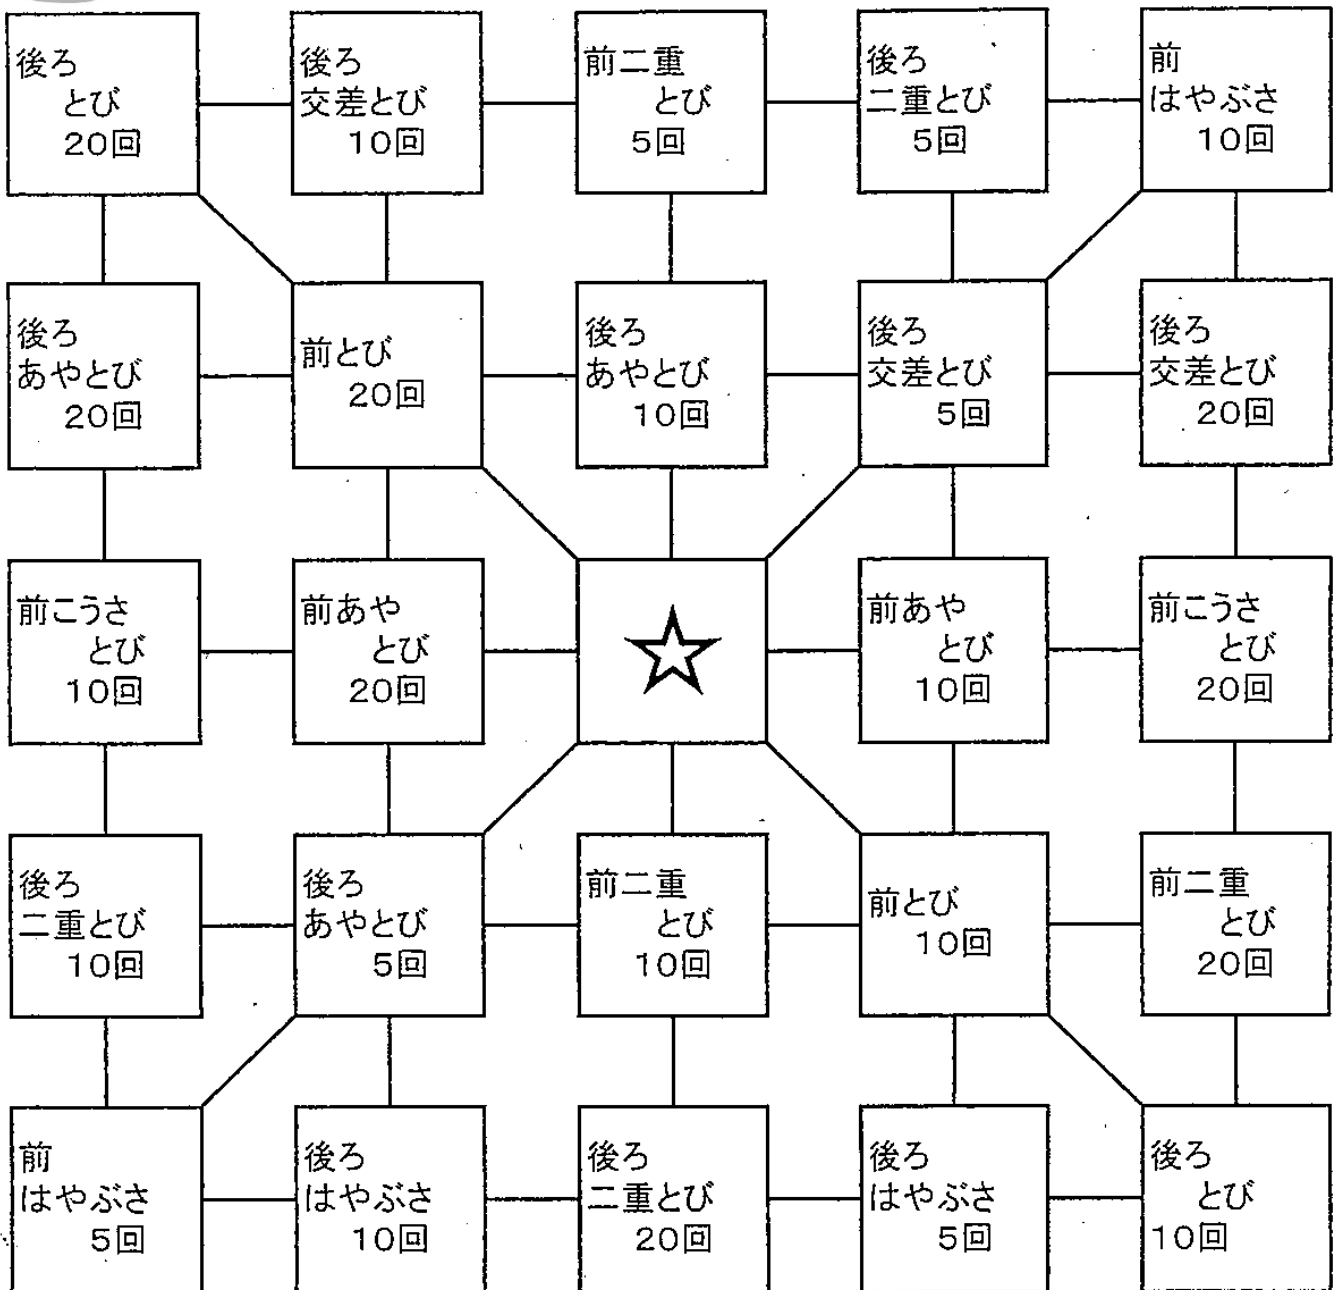 後ろ
とび
20回
後ろ
交差とび
10回
前二重
とび
5回
後ろ
二重とび
5回
前
はやぶさ
10回
後ろ
あやとび
20回
前とび
20回
後ろ
あやとび
10回
後ろ
交差とび
5回
後ろ
交差とび
20回
前こうさ
とび
10回
前あや
とび
20回
前あや
とび
10回
前こうさ
とび
20回
後ろ
二重とび
10回
後ろ
あやとび
5回
前二重
とび
10回
前とび
10回
前二重
とび
20回
前
はやぶさ
5回
後ろ
はやぶさ
10回
後ろ
二重とび
20回
後ろ
はやぶさ
5回
後ろ
とび
10回